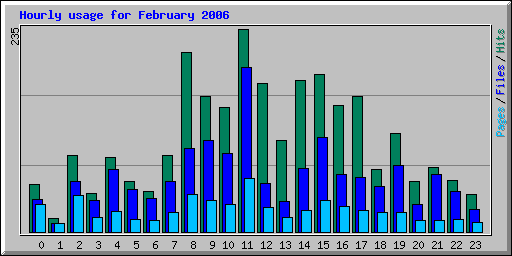 Hourly usage for February 2006
235
Pages / Files / Hits
0 1 2 3 4 5 6 7 8 9 10 11 12 13 14 15 16 17 18 19 20 21 22 23